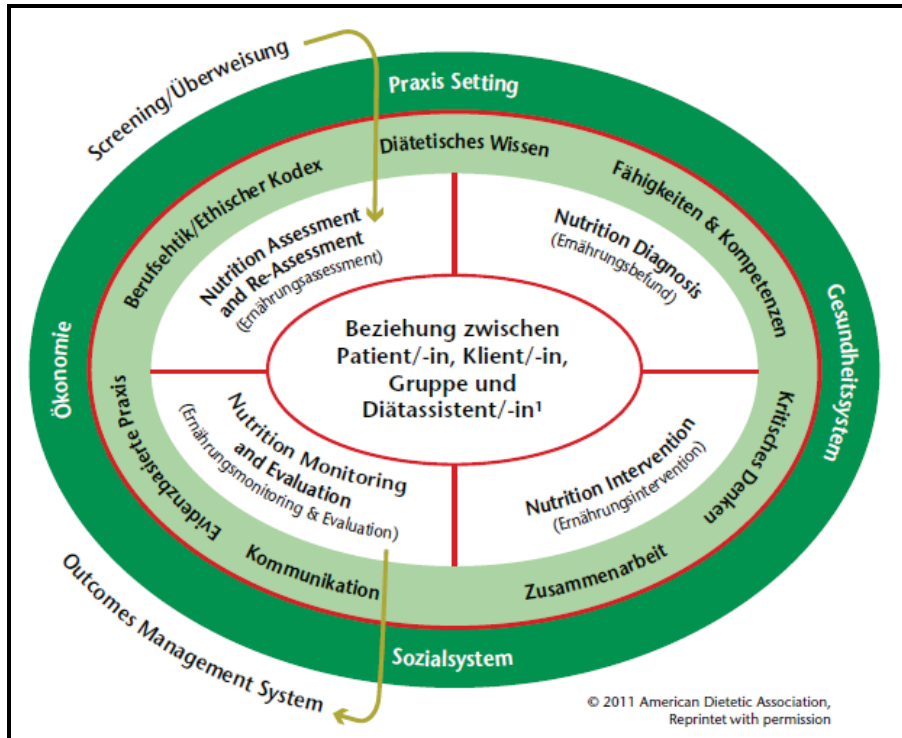 Screening/Überweisung
Praxis Setting
Diätetisches Wissen
Berufsehtik/Ethischer Kodex
Fähigkeiten & Kompetenzen
Nutrition Assessment
and Re-Assessment
(Ernährungsassessment)
Nutrition Diagnosis
(Ernährungsbefund)
Ökonomie
Gesundheitssystem
Beziehung zwischen
Patient/-in, Klient/-in,
Gruppe und
Diätassistent/-in¹
Nutrition Monitoring
and Evaluation
(Ernährungsmonitoring & Evaluation)
Nutrition Intervention
(Ernährungsintervention)
Evidenzbasierte Praxis
Kritisches Denken
Kommunikation
Zusammenarbeit
Outcomes Management System
Sozialsystem
© 2011 American Dietetic Association,
Reprintet with permission